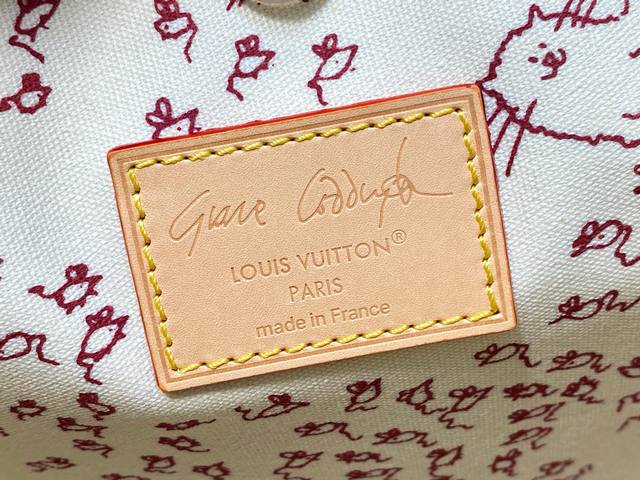 Grace Coddington
LOUIS VUITTON®
PARIS
made in France